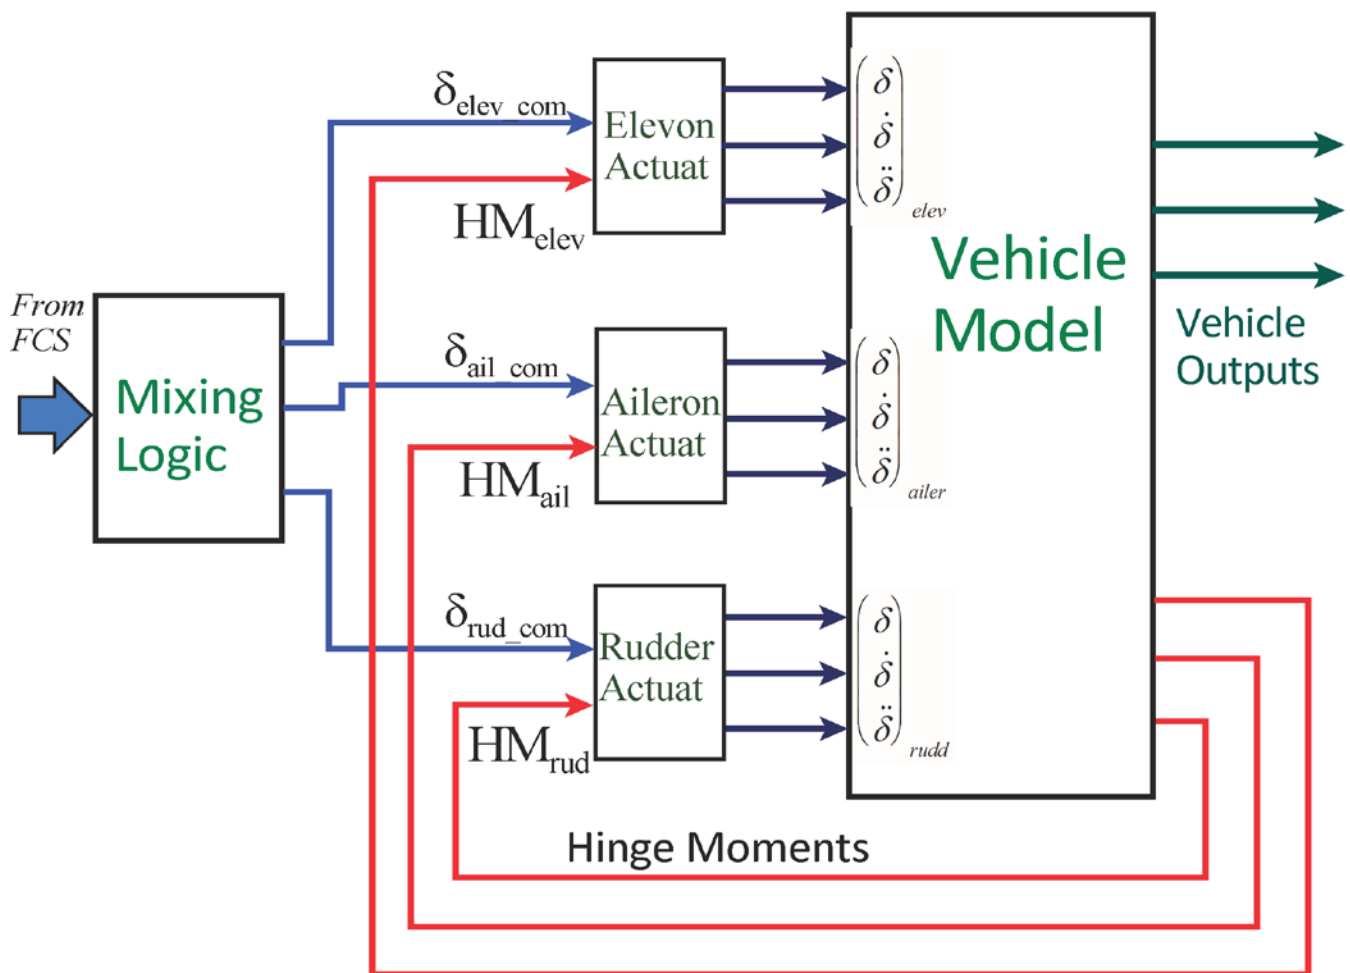 From
FCS
Mixing
Logic
δelev_com
HMelev
Elevon
Actuat
δ
δ̇
δ̈
elev
δail_com
HMail
Aileron
Actuat
δ
δ̇
δ̈
ailer
δrud_com
HMrud
Rudder
Actuat
δ
δ̇
δ̈
rudd
Vehicle
Model
Vehicle
Outputs
Hinge Moments